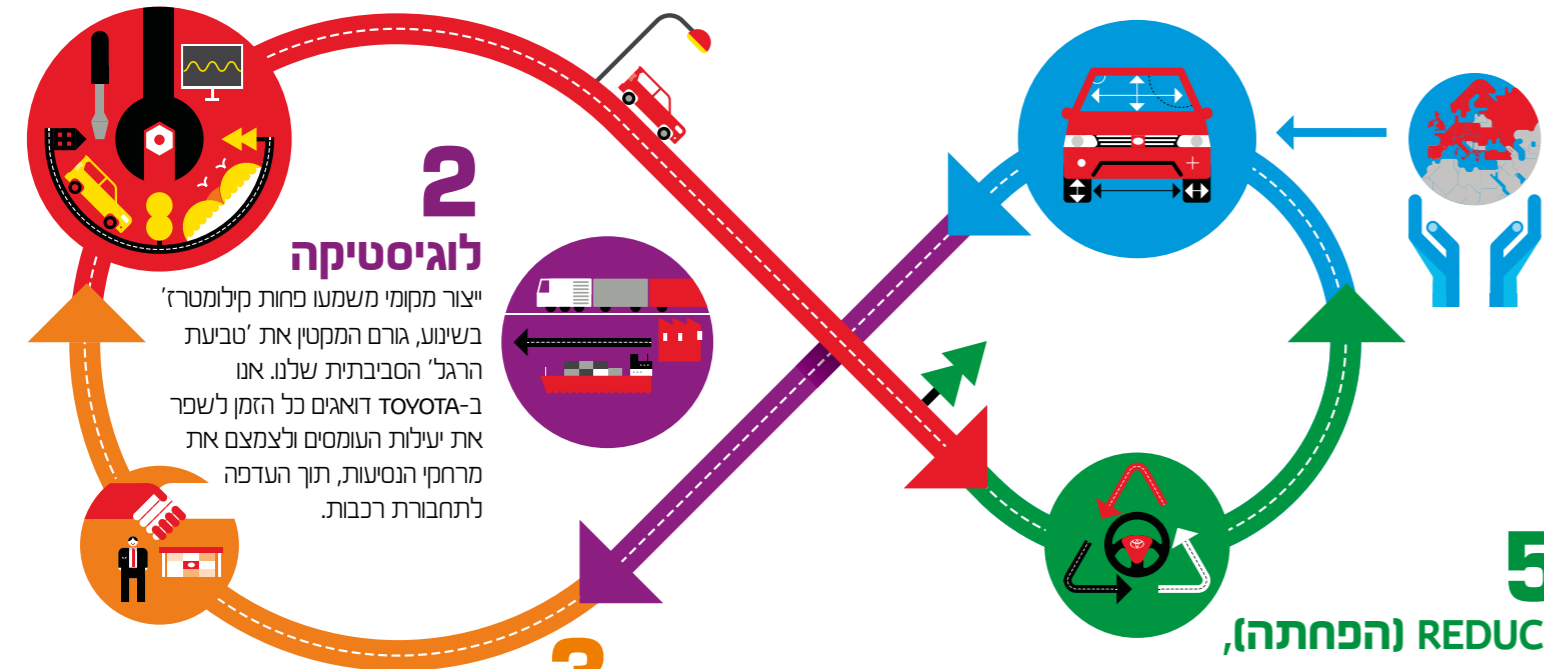 2
לוגיסטיקה
ייצור מקומי משמעו פחות קילומטרז'
בשינוע, גורם המקטין את 'טביעת
הרגל' הסביבתית שלנו. אנו
ב-TOYOTA דואגים כל הזמן לשפר
את יעילות העומסים ולצמצם את
מרחקי הנסיעות, תוך העדפה
לתחבורת רכבות.
3
5
REDUC (הפחתה),